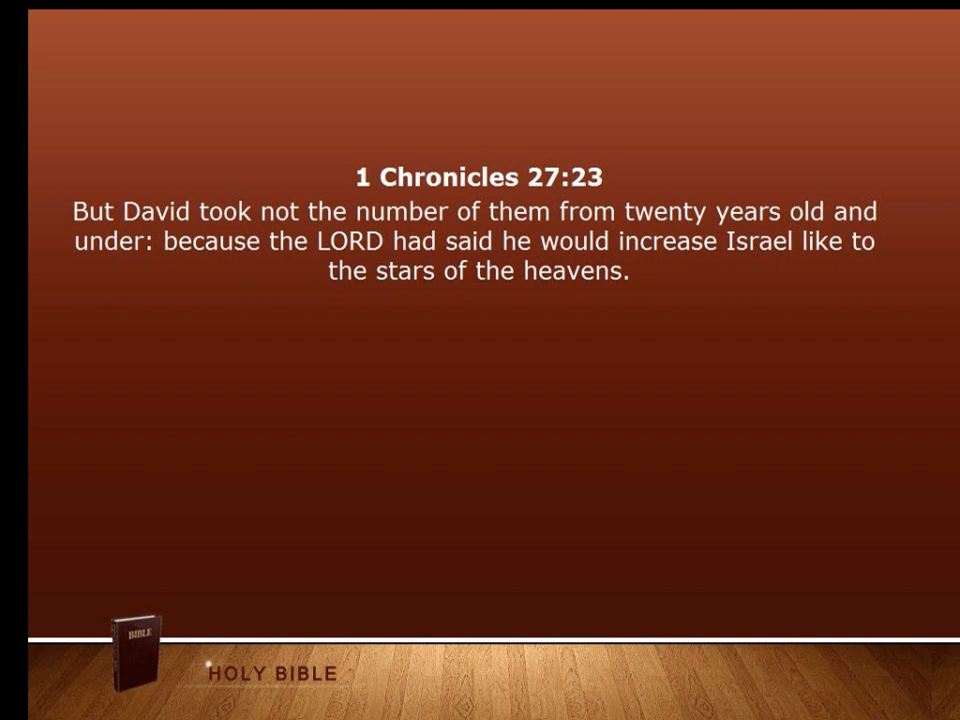 1 Chronicles 27:23
But David took not the number of them from twenty years old and
under: because the LORD had said he would increase Israel like to
the stars of the heavens.
BIBLE
HOLY BIBLE